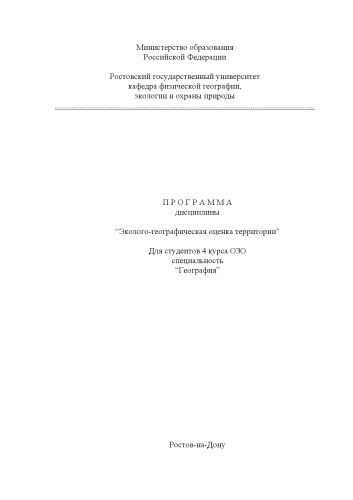 Министерство образования
Российской Федерации
Ростовский государственный университет
кафедра физической географии,
экологии и охраны природы
П Р О Г Р А М М А
дисциплины
“Эколого-географическая оценка территории”
Для студентов 4 курса ОЗО
специальность
“География”
Ростов-на-Дону